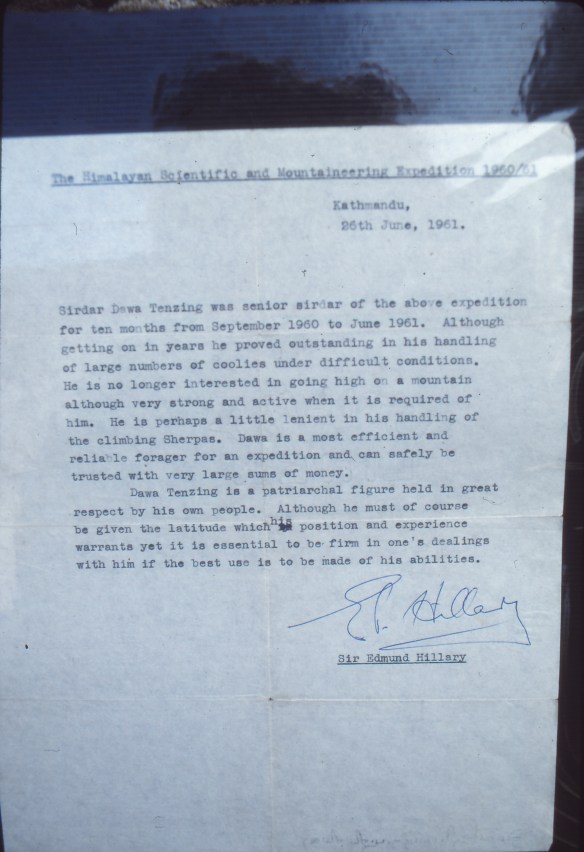 The Himalayan Scientific and Mountaineering Expedition 1960/61
Kathmandu,
26th June, 1961.
Sirdar Dawa Tenzing was senior sirdar of the above expedition
for ten months from September 1960 to June 1961. Although
getting on in years he proved outstanding in his handling
of large numbers of coolies under difficult conditions.
He is no longer interested in going high on a mountain
although very strong and active when it is required of
him. He is perhaps a little lenient in his handling of
the climbing Sherpas. Dawa is a most efficient and
reliable forager for an expedition and can safely be
trusted with very large sums of money.
Dawa Tenzing is a patriarchal figure held in great
respect by his own people. Although he must of course
be given the latitude which his position and experience
warrants yet it is essential to be firm in one's dealings
with him if the best use is to be made of his abilities.
E.P. Hillary
Sir Edmund Hillary